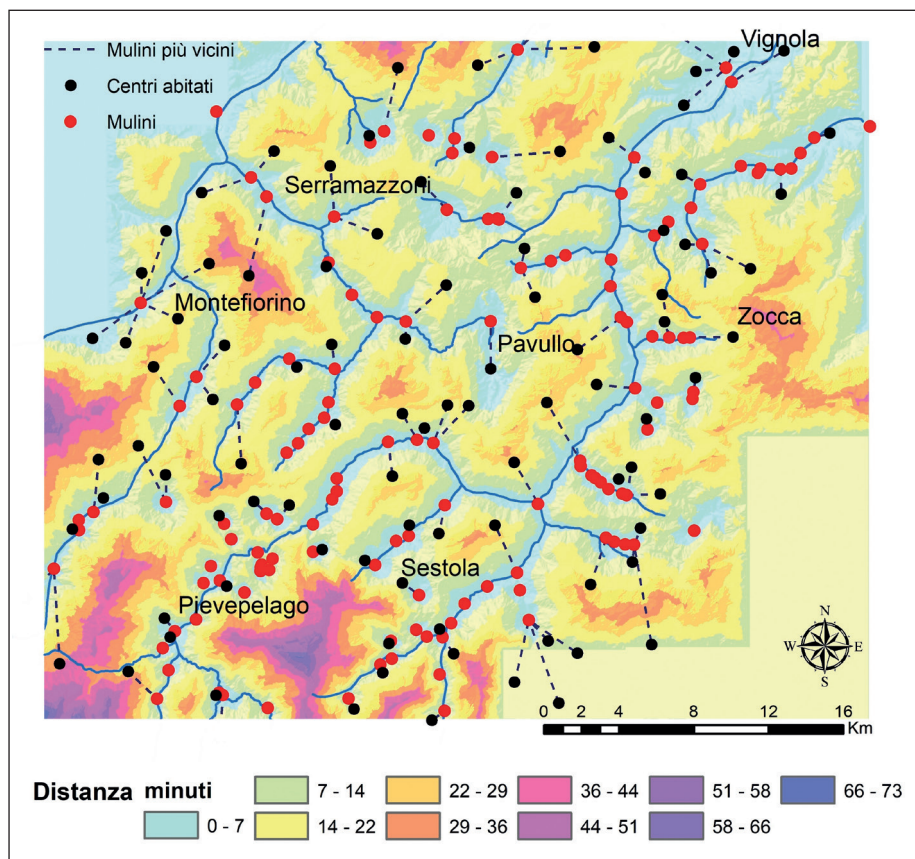 Mulini più vicini
Centri abitati
Mulini
Vignola
Serramazzoni
Montefiorino
Zocca
Pavullo
Sestola
Pievepelago
N
W E
S
0 2 4 8 12 16
Km
Distanza minuti
7 - 14 22 - 29 36 - 44 51 - 58 66 - 73
0 - 7 14 - 22 29 - 36 44 - 51 58 - 66